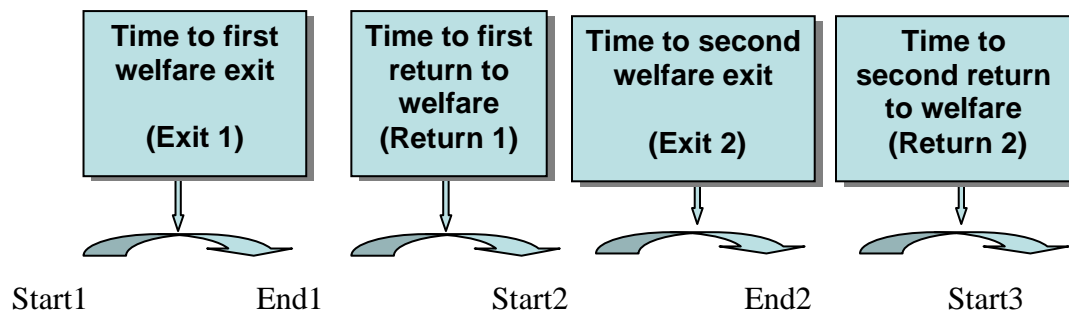 Time to first
welfare exit
(Exit 1)
Time to first
return to
welfare
(Return 1)
Time to second
welfare exit
(Exit 2)
Time to
second return
to welfare
(Return 2)
Start1 End1 Start2 End2 Start3